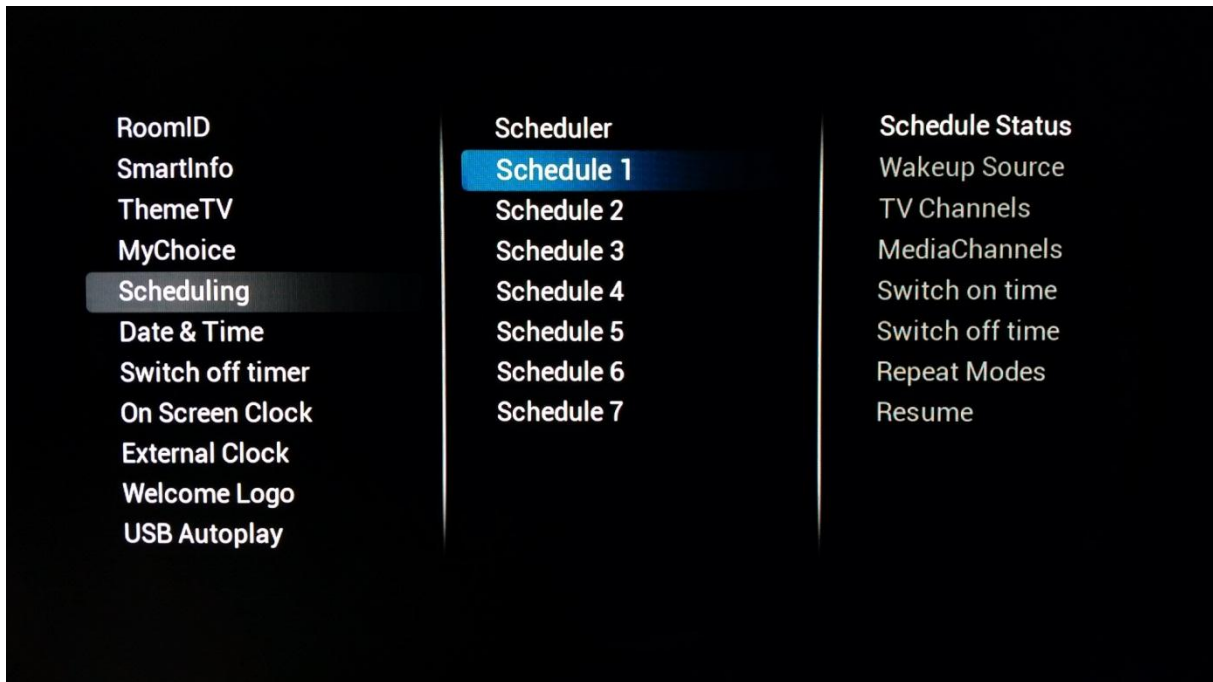 RoomID
SmartInfo
ThemeTV
MyChoice
Scheduling
Date & Time
Switch off timer
On Screen Clock
External Clock
Welcome Logo
USB Autoplay
Scheduler
Schedule 1
Schedule 2
Schedule 3
Schedule 4
Schedule 5
Schedule 6
Schedule 7
Schedule Status
Wakeup Source
TV Channels
MediaChannels
Switch on time
Switch off time
Repeat Modes
Resume